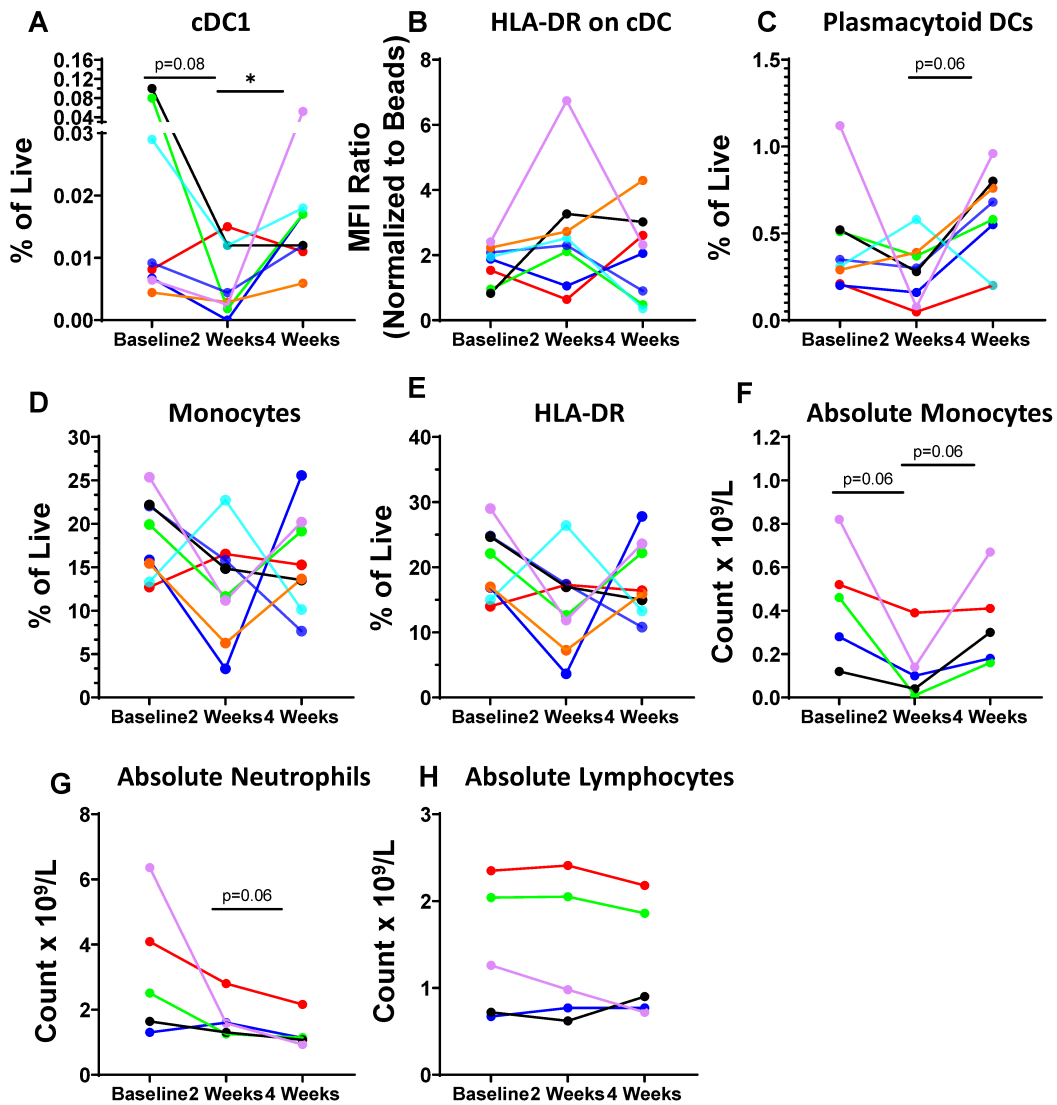 A
cDC1
% of Live
0.16
0.12
0.08
0.04
0.03
0.02
0.01
0.00
p=0.08
*
Baseline 2 Weeks 4 Weeks
B
HLA-DR on cDC
MFI Ratio
(Normalized to Beads)
8
6
4
2
0
Baseline 2 Weeks 4 Weeks
C
Plasmacytoid DCs
% of Live
1.5
1.0
0.5
0.0
p=0.06
Baseline 2 Weeks 4 Weeks
D
Monocytes
% of Live
30
25
20
15
10
5
0
Baseline 2 Weeks 4 Weeks
E
HLA-DR
% of Live
40
30
20
10
0
Baseline 2 Weeks 4 Weeks
F
Absolute Monocytes
Count x 10⁹/L
1.2
1.0
0.8
0.6
0.4
0.2
0.0
p=0.06
p=0.06
Baseline 2 Weeks 4 Weeks
G
Absolute Neutrophils
Count x 10⁹/L
8
6
4
2
0
p=0.06
Baseline 2 Weeks 4 Weeks
H
Absolute Lymphocytes
Count x 10⁹/L
3
2
1
0
Baseline 2 Weeks 4 Weeks